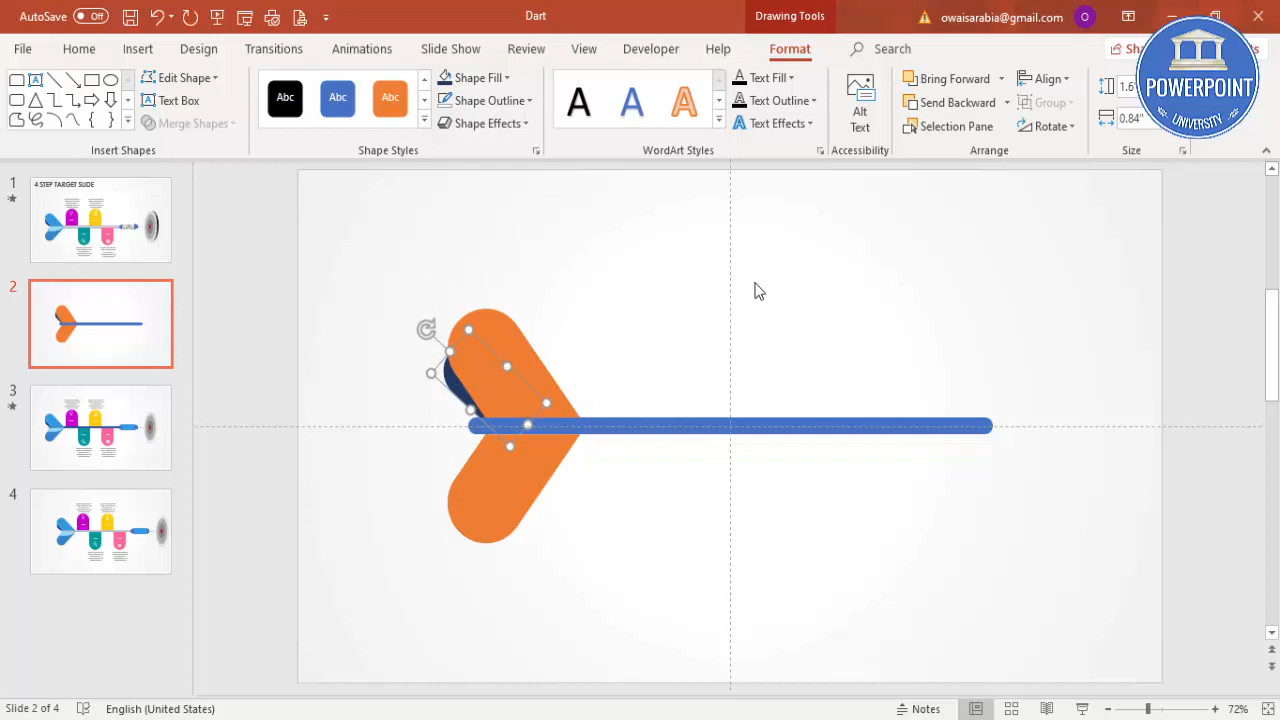 AutoSave Off Dart Drawing Tools owaisarabia@gmail.com O
File Home Insert Design Transitions Animations Slide Show Review View Developer Help Format Search
Edit Shape
Text Box
Merge Shapes
Insert Shapes
Abc Abc Abc
Shape Fill
Shape Outline
Shape Effects
Shape Styles
A A A
Text Fill
Text Outline
Text Effects
WordArt Styles
Alt
Text
Accessibility
Bring Forward
Send Backward
Selection Pane
Align
Group
Rotate
Arrange
0.84"
Size
POWERPOINT
UNIVERSITY
1
4 STEP TARGET SLIDE
2
3
4
Slide 2 of 4 English (United States) Notes 72%